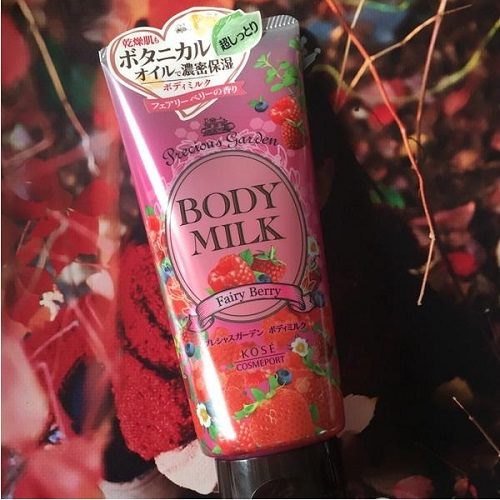 乾燥肌も
ボタニカル
オイルで濃密保湿
ボディミルク
フェアリーベリーの香り
超しっとり
Precious Garden
BODY
MILK
Fairy Berry
レシャスガーデン ボディミルク
KOSÉ
COSMEPORT